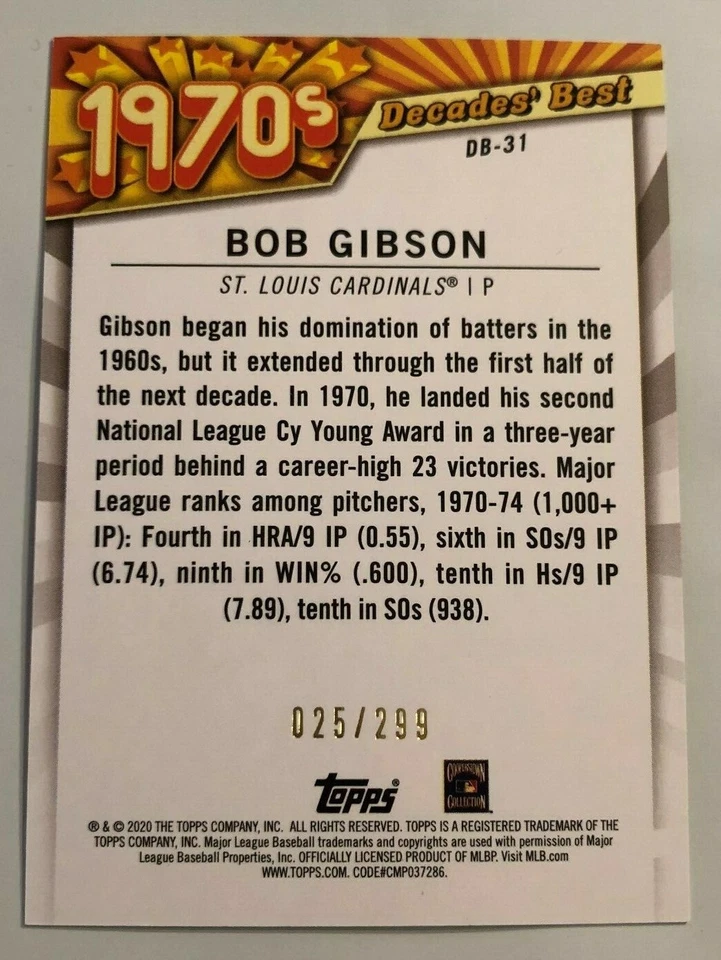 1970s
Decades' Best
DB-31
BOB GIBSON
ST. LOUIS CARDINALS® | P
Gibson began his domination of batters in the
1960s, but it extended through the first half of
the next decade. In 1970, he landed his second
National League Cy Young Award in a three-year
period behind a career-high 23 victories. Major
League ranks among pitchers, 1970-74 (1,000+
IP): Fourth in HRA/9 IP (0.55), sixth in SOs/9 IP
(6.74), ninth in WIN% (.600), tenth in Hs/9 IP
(7.89), tenth in SOs (938).
025/299
Topps®
COOPERSTOWN
COLLECTION
® & © 2020 THE TOPPS COMPANY, INC. ALL RIGHTS RESERVED. TOPPS IS A REGISTERED TRADEMARK OF THE
TOPPS COMPANY, INC. Major League Baseball trademarks and copyrights are used with permission of Major
League Baseball Properties, Inc. OFFICIALLY LICENSED PRODUCT OF MLBP. Visit MLB.com
WWW.TOPPS.COM. CODE#CMP037286.